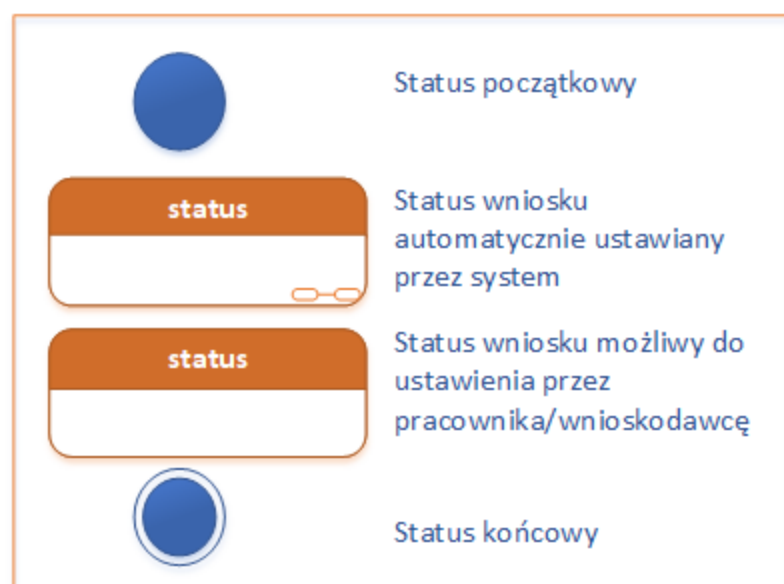 Status początkowy
status
Status wniosku
automatycznie ustawiany
przez system
status
Status wniosku możliwy do
ustawienia przez
pracownika/wnioskodawcę
Status końcowy